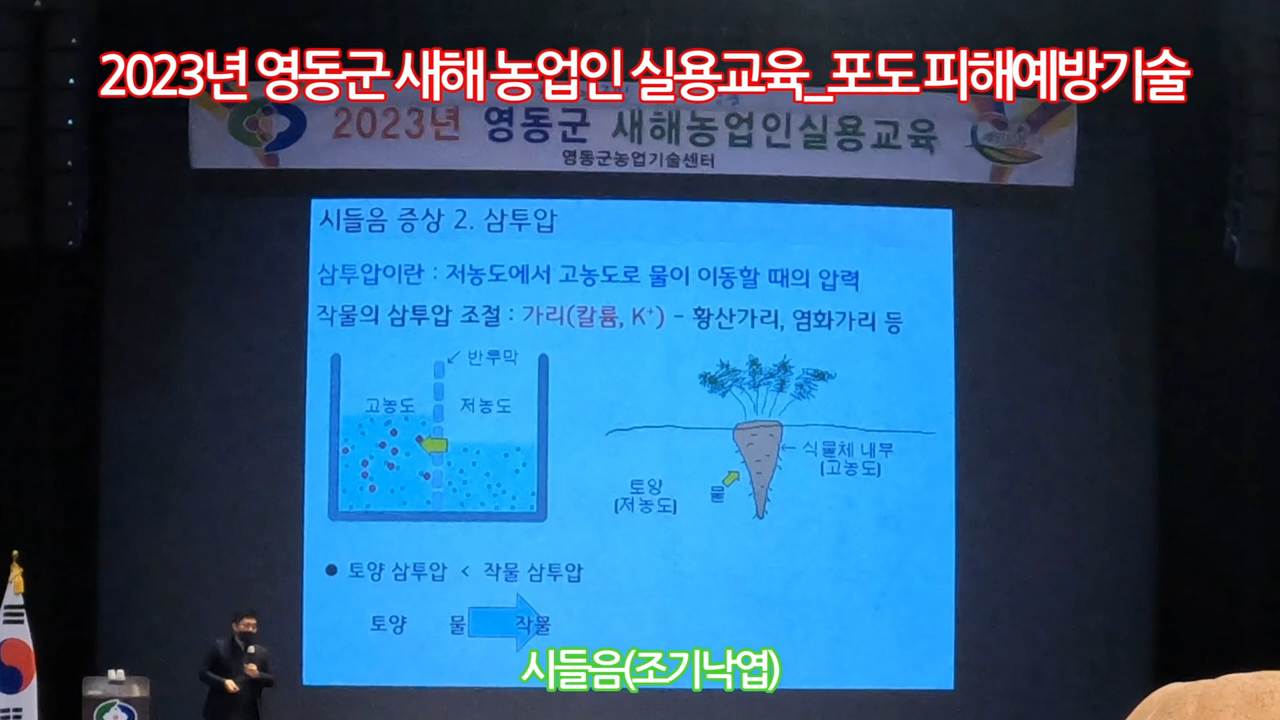 2023년 영동군 새해 농업인 실용교육_포도 피해예방기술
2023년 영동군 새해농업인실용교육
영동군농업기술센터
시들음 증상 2. 삼투압
삼투압이란 : 저농도에서 고농도로 물이 이동할 때의 압력
작물의 삼투압 조절 : 가리(칼륨, K⁺) - 황산가리, 염화가리 등
↙ 반투막
고농도 저농도
← 식물체 내부
(고농도)
토양
(저농도)
물
● 토양 삼투압 < 작물 삼투압
토양 물 작물
시들음(조기낙엽)